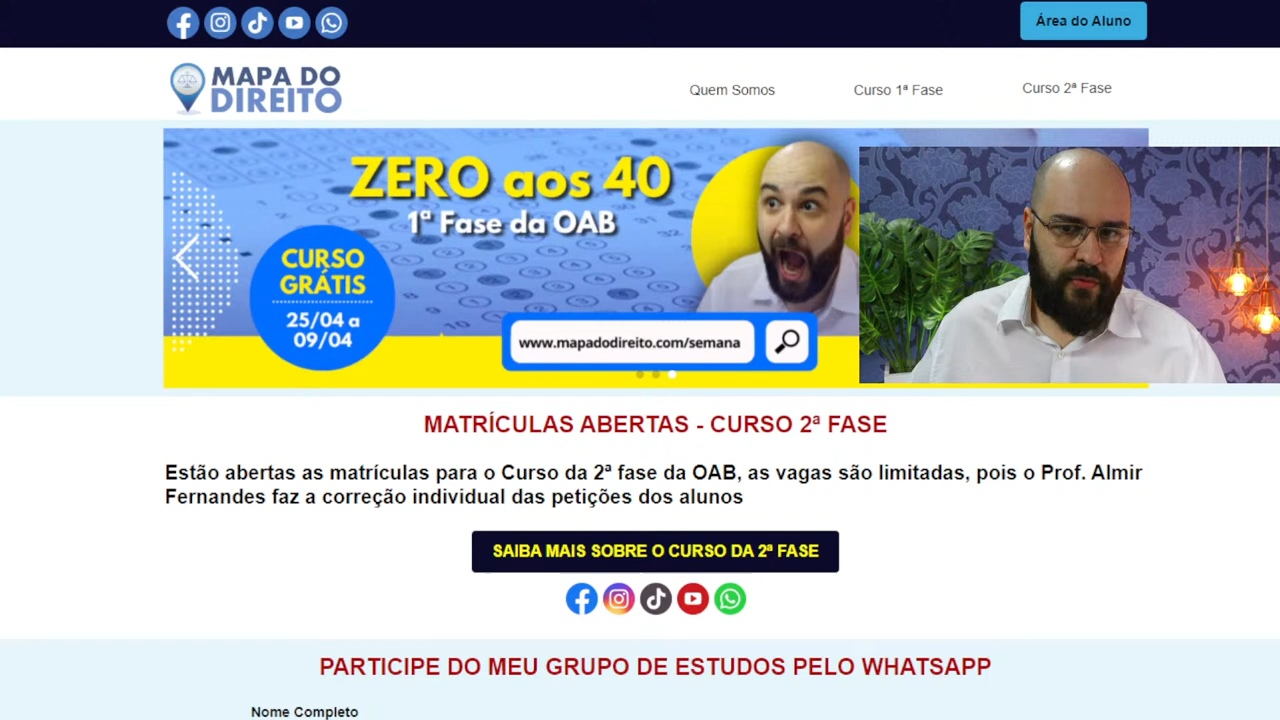 Área do Aluno
MAPA DO
DIREITO
Quem Somos
Curso 1ª Fase
Curso 2ª Fase
ZERO aos 40
1ª Fase da OAB
CURSO
GRÁTIS
25/04 a
09/04
www.mapadodireito.com/semana
MATRÍCULAS ABERTAS - CURSO 2ª FASE
Estão abertas as matrículas para o Curso da 2ª fase da OAB, as vagas são limitadas, pois o Prof. Almir
Fernandes faz a correção individual das petições dos alunos
SAIBA MAIS SOBRE O CURSO DA 2ª FASE
PARTICIPE DO MEU GRUPO DE ESTUDOS PELO WHATSAPP
Nome Completo